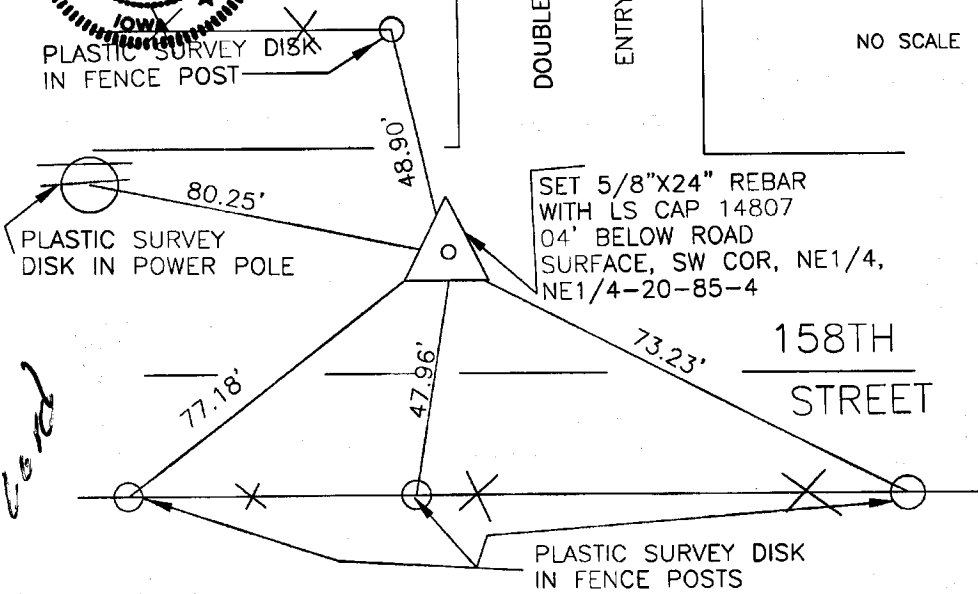 IOWA
PLASTIC SURVEY DISK
IN FENCE POST
DOUBLE
ENTRY
NO SCALE
48.90'
80.25'
PLASTIC SURVEY
DISK IN POWER POLE
SET 5/8"X24" REBAR
WITH LS CAP 14807
04' BELOW ROAD
SURFACE, SW COR, NE1/4,
NE1/4-20-85-4
77.18'
47.96'
73.23'
158TH
STREET
PLASTIC SURVEY DISK
IN FENCE POSTS